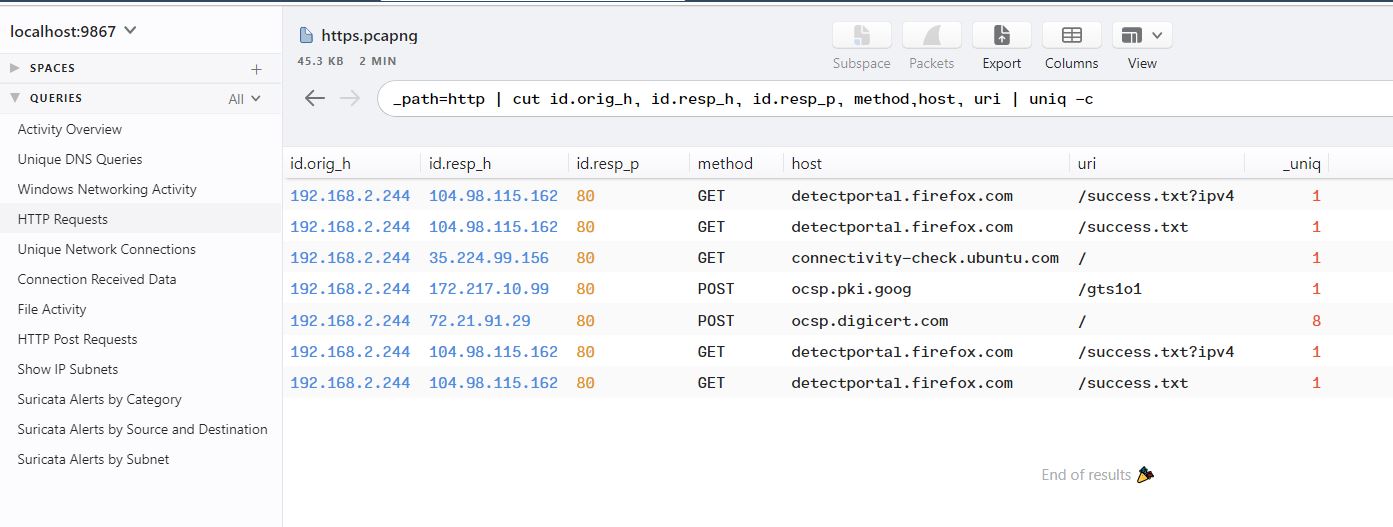 localhost:9867
SPACES
QUERIES All
Activity Overview
Unique DNS Queries
Windows Networking Activity
HTTP Requests
Unique Network Connections
Connection Received Data
File Activity
HTTP Post Requests
Show IP Subnets
Suricata Alerts by Category
Suricata Alerts by Source and Destination
Suricata Alerts by Subnet
https.pcapng
45.3 KB 2 MIN
Subspace Packets Export Columns View
_path=http | cut id.orig_h, id.resp_h, id.resp_p, method,host, uri | uniq -c
id.orig_h id.resp_h id.resp_p method host uri _uniq
192.168.2.244 104.98.115.162 80 GET detectportal.firefox.com /success.txt?ipv4 1
192.168.2.244 104.98.115.162 80 GET detectportal.firefox.com /success.txt 1
192.168.2.244 35.224.99.156 80 GET connectivity-check.ubuntu.com / 1
192.168.2.244 172.217.10.99 80 POST ocsp.pki.goog /gts1o1 1
192.168.2.244 72.21.91.29 80 POST ocsp.digicert.com / 8
192.168.2.244 104.98.115.162 80 GET detectportal.firefox.com /success.txt?ipv4 1
192.168.2.244 104.98.115.162 80 GET detectportal.firefox.com /success.txt 1
End of results